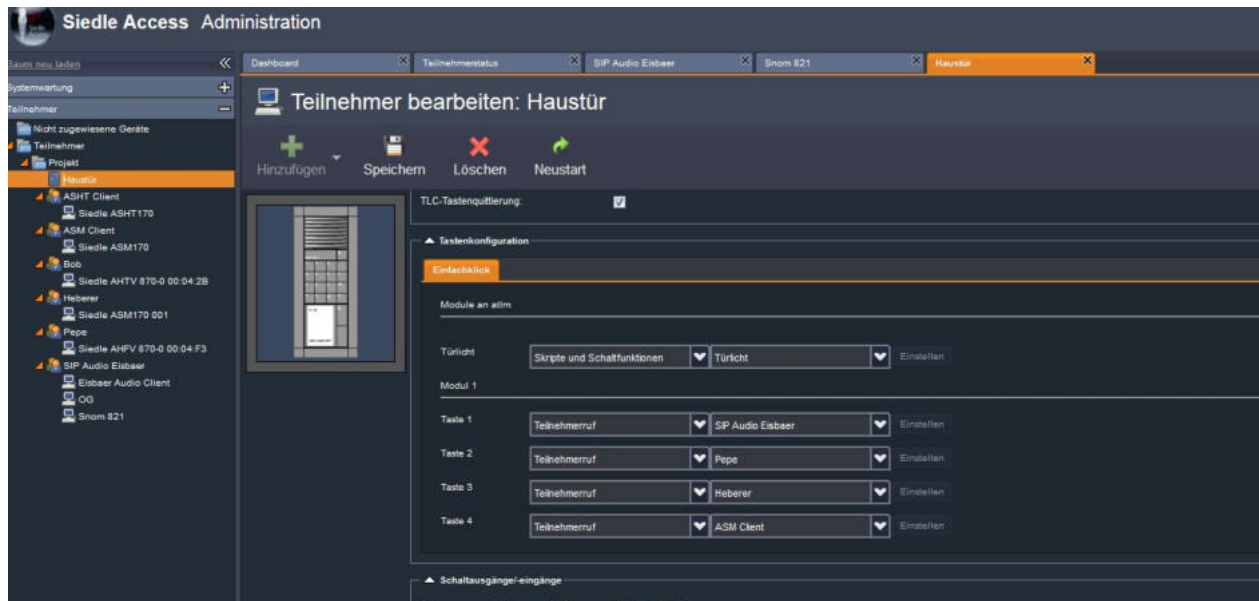 Siedle Access Administration
Baum neu laden
Systemwartung
Teilnehmer
Nicht zugewiesene Geräte
Teilnehmer
Projekt
Haustür
ASHT Client
Siedle ASHT170
ASM Client
Siedle ASM170
Bob
Siedle AHTV 870-0 00:04:2B
Heberer
Siedle ASM170 001
Pepe
Siedle AHFV 870-0 00:04:F3
SIP Audio Eisbaer
Eisbaer Audio Client
OG
Snom 821
Dashboard
Teilnehmerstatus
SIP Audio Eisbaer
Snom 821
Haustür
Teilnehmer bearbeiten: Haustür
Hinzufügen
Speichern
Löschen
Neustart
TLC-Tastenquittierung:
Tastenkonfiguration
Einfachklick
Module an atlm
Türlicht Skripte und Schaltfunktionen Türlicht Einstellen
Modul 1
Taste 1 Teilnehmerruf SIP Audio Eisbaer Einstellen
Taste 2 Teilnehmerruf Pepe Einstellen
Taste 3 Teilnehmerruf Heberer Einstellen
Taste 4 Teilnehmerruf ASM Client Einstellen
Schaltausgänge/-eingänge